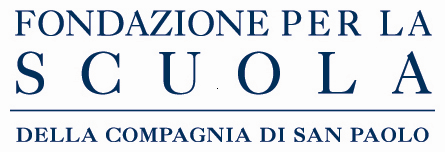 FONDAZIONE PER LA
SCUOLA
DELLA COMPAGNIA DI SAN PAOLO